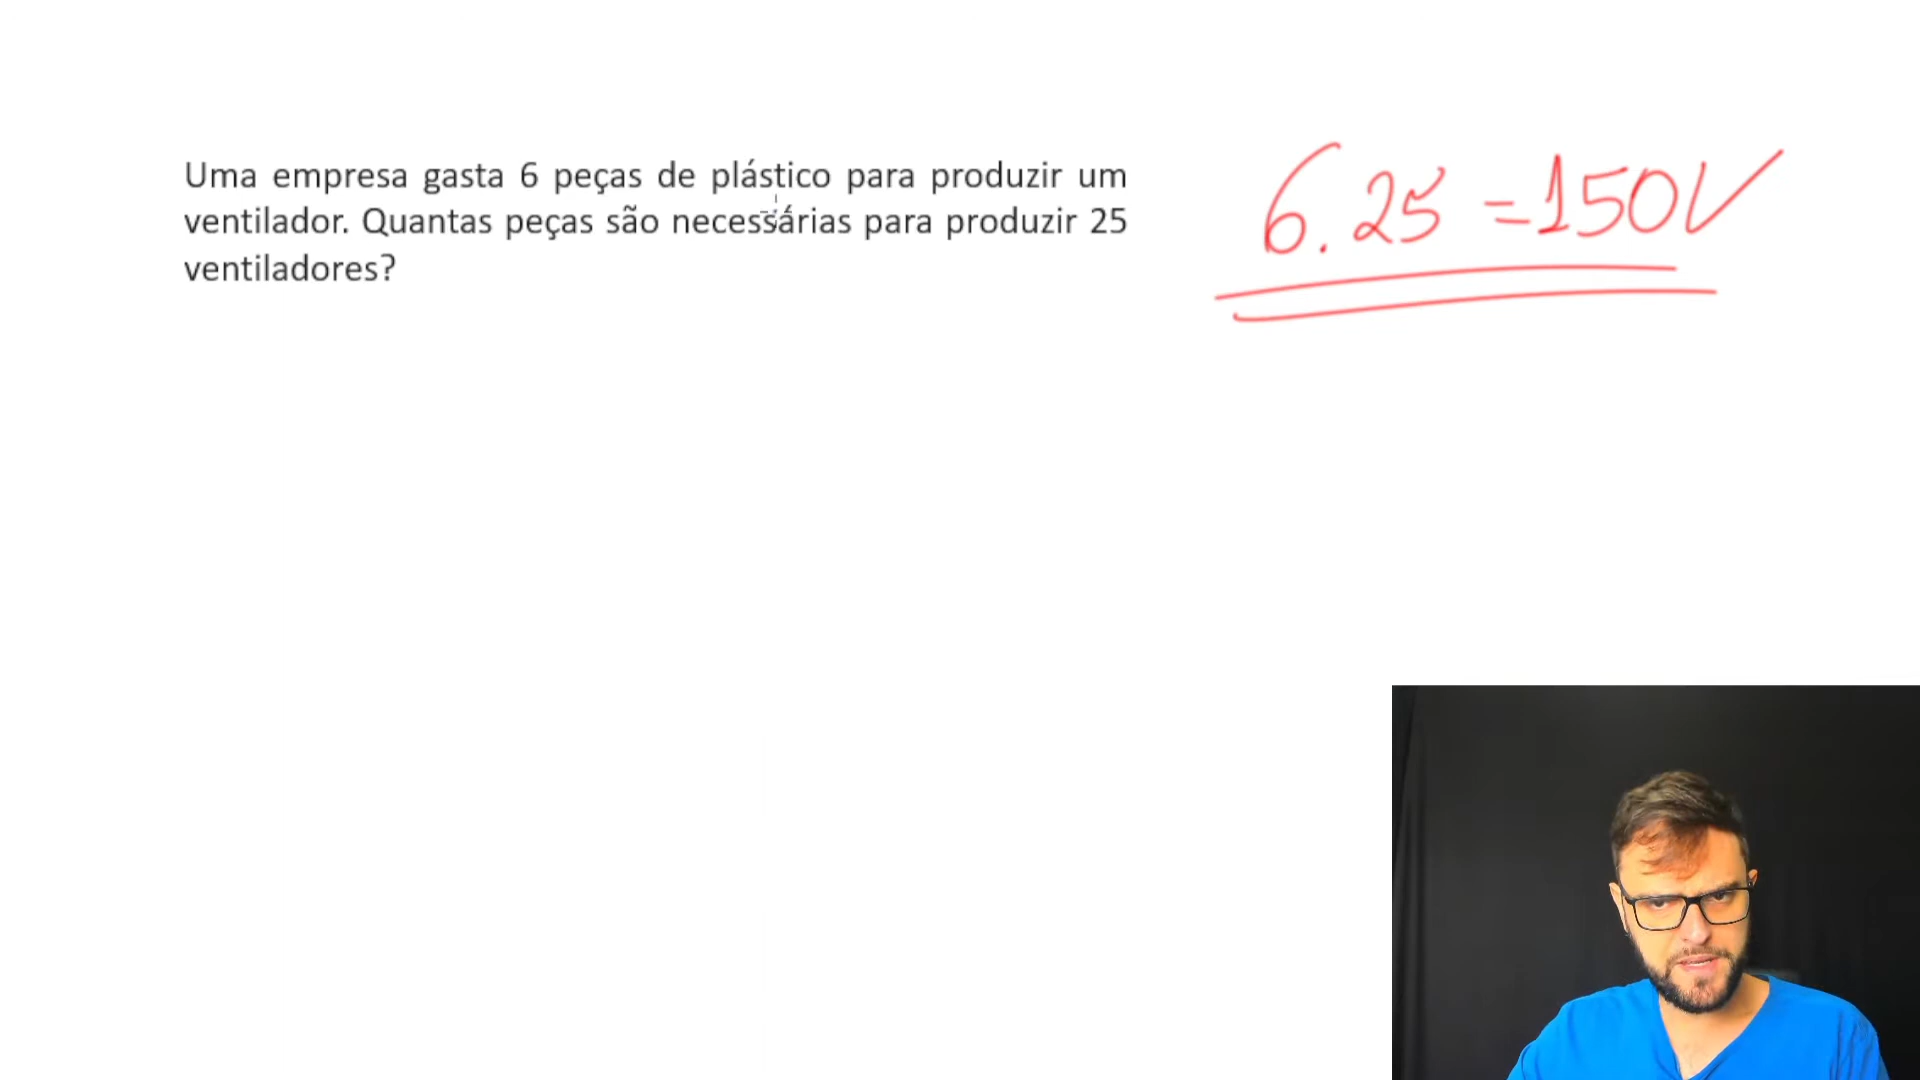 Uma empresa gasta 6 peças de plástico para produzir um
ventilador. Quantas peças são necessárias para produzir 25
ventiladores?
6.25 = 150